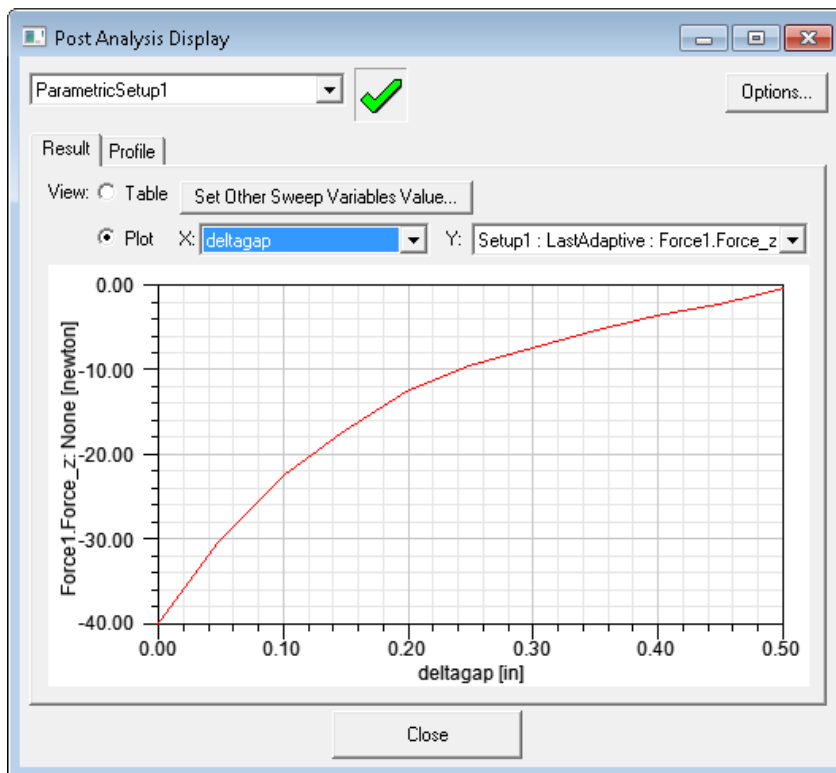 Post Analysis Display
ParametricSetup1
Options...
Result Profile
View: Table Set Other Sweep Variables Value...
Plot X: deltagap Y: Setup1 : LastAdaptive : Force1.Force_z
Force1.Force_z: None [newton]
0.00
-10.00
-20.00
-30.00
-40.00
0.00 0.10 0.20 0.30 0.40 0.50
deltagap [in]
Close